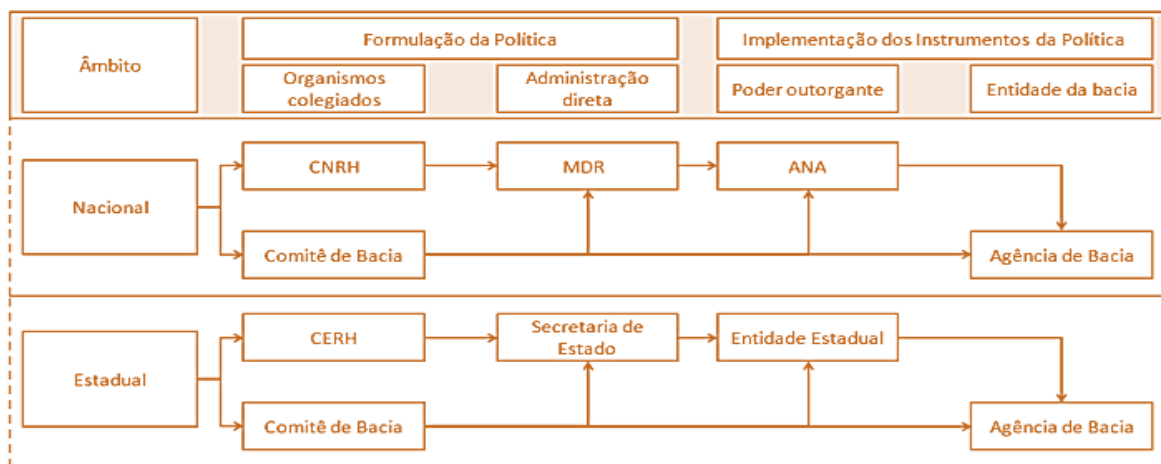 Âmbito
Formulação da Política
Implementação dos Instrumentos da Política
Organismos
colegiados
Administração
direta
Poder outorgante
Entidade da bacia
Nacional
CNRH
MDR
ANA
Comitê de Bacia
Agência de Bacia
Estadual
CERH
Secretaria de
Estado
Entidade Estadual
Comitê de Bacia
Agência de Bacia